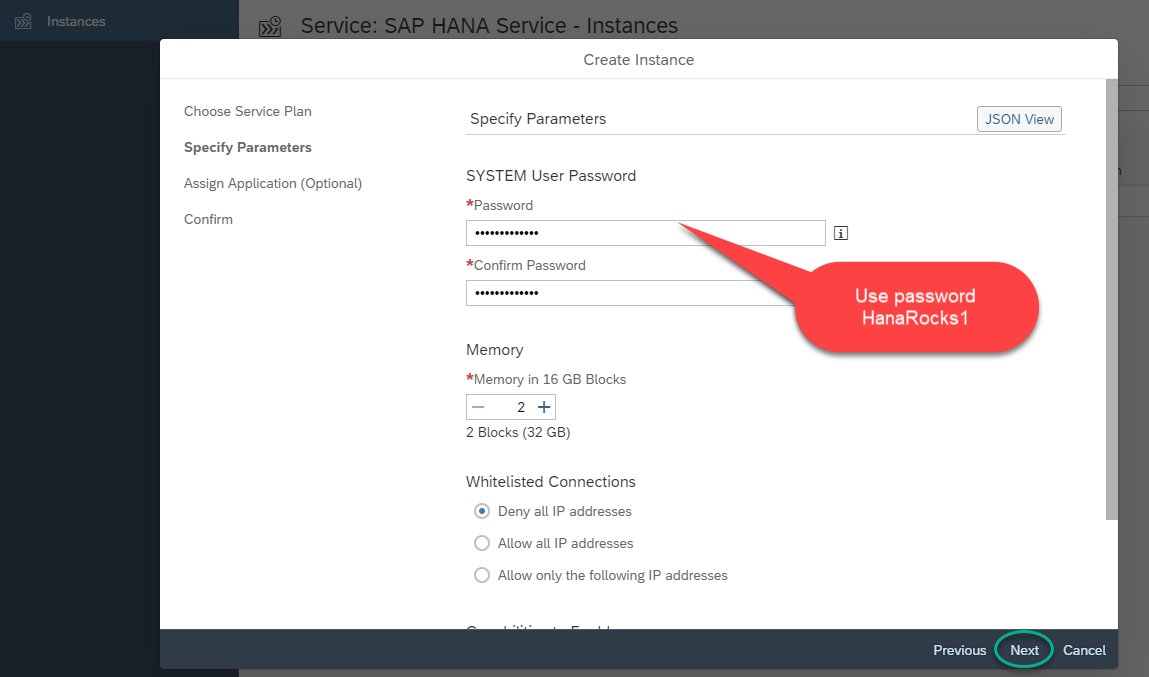 Instances
Service: SAP HANA Service - Instances
Create Instance
Choose Service Plan
Specify Parameters
Assign Application (Optional)
Confirm
Specify Parameters
JSON View
SYSTEM User Password
*Password
•••••••••••••
*Confirm Password
•••••••••••••
Use password
HanaRocks1
Memory
*Memory in 16 GB Blocks
2
2 Blocks (32 GB)
Whitelisted Connections
Deny all IP addresses
Allow all IP addresses
Allow only the following IP addresses
Previous
Next
Cancel